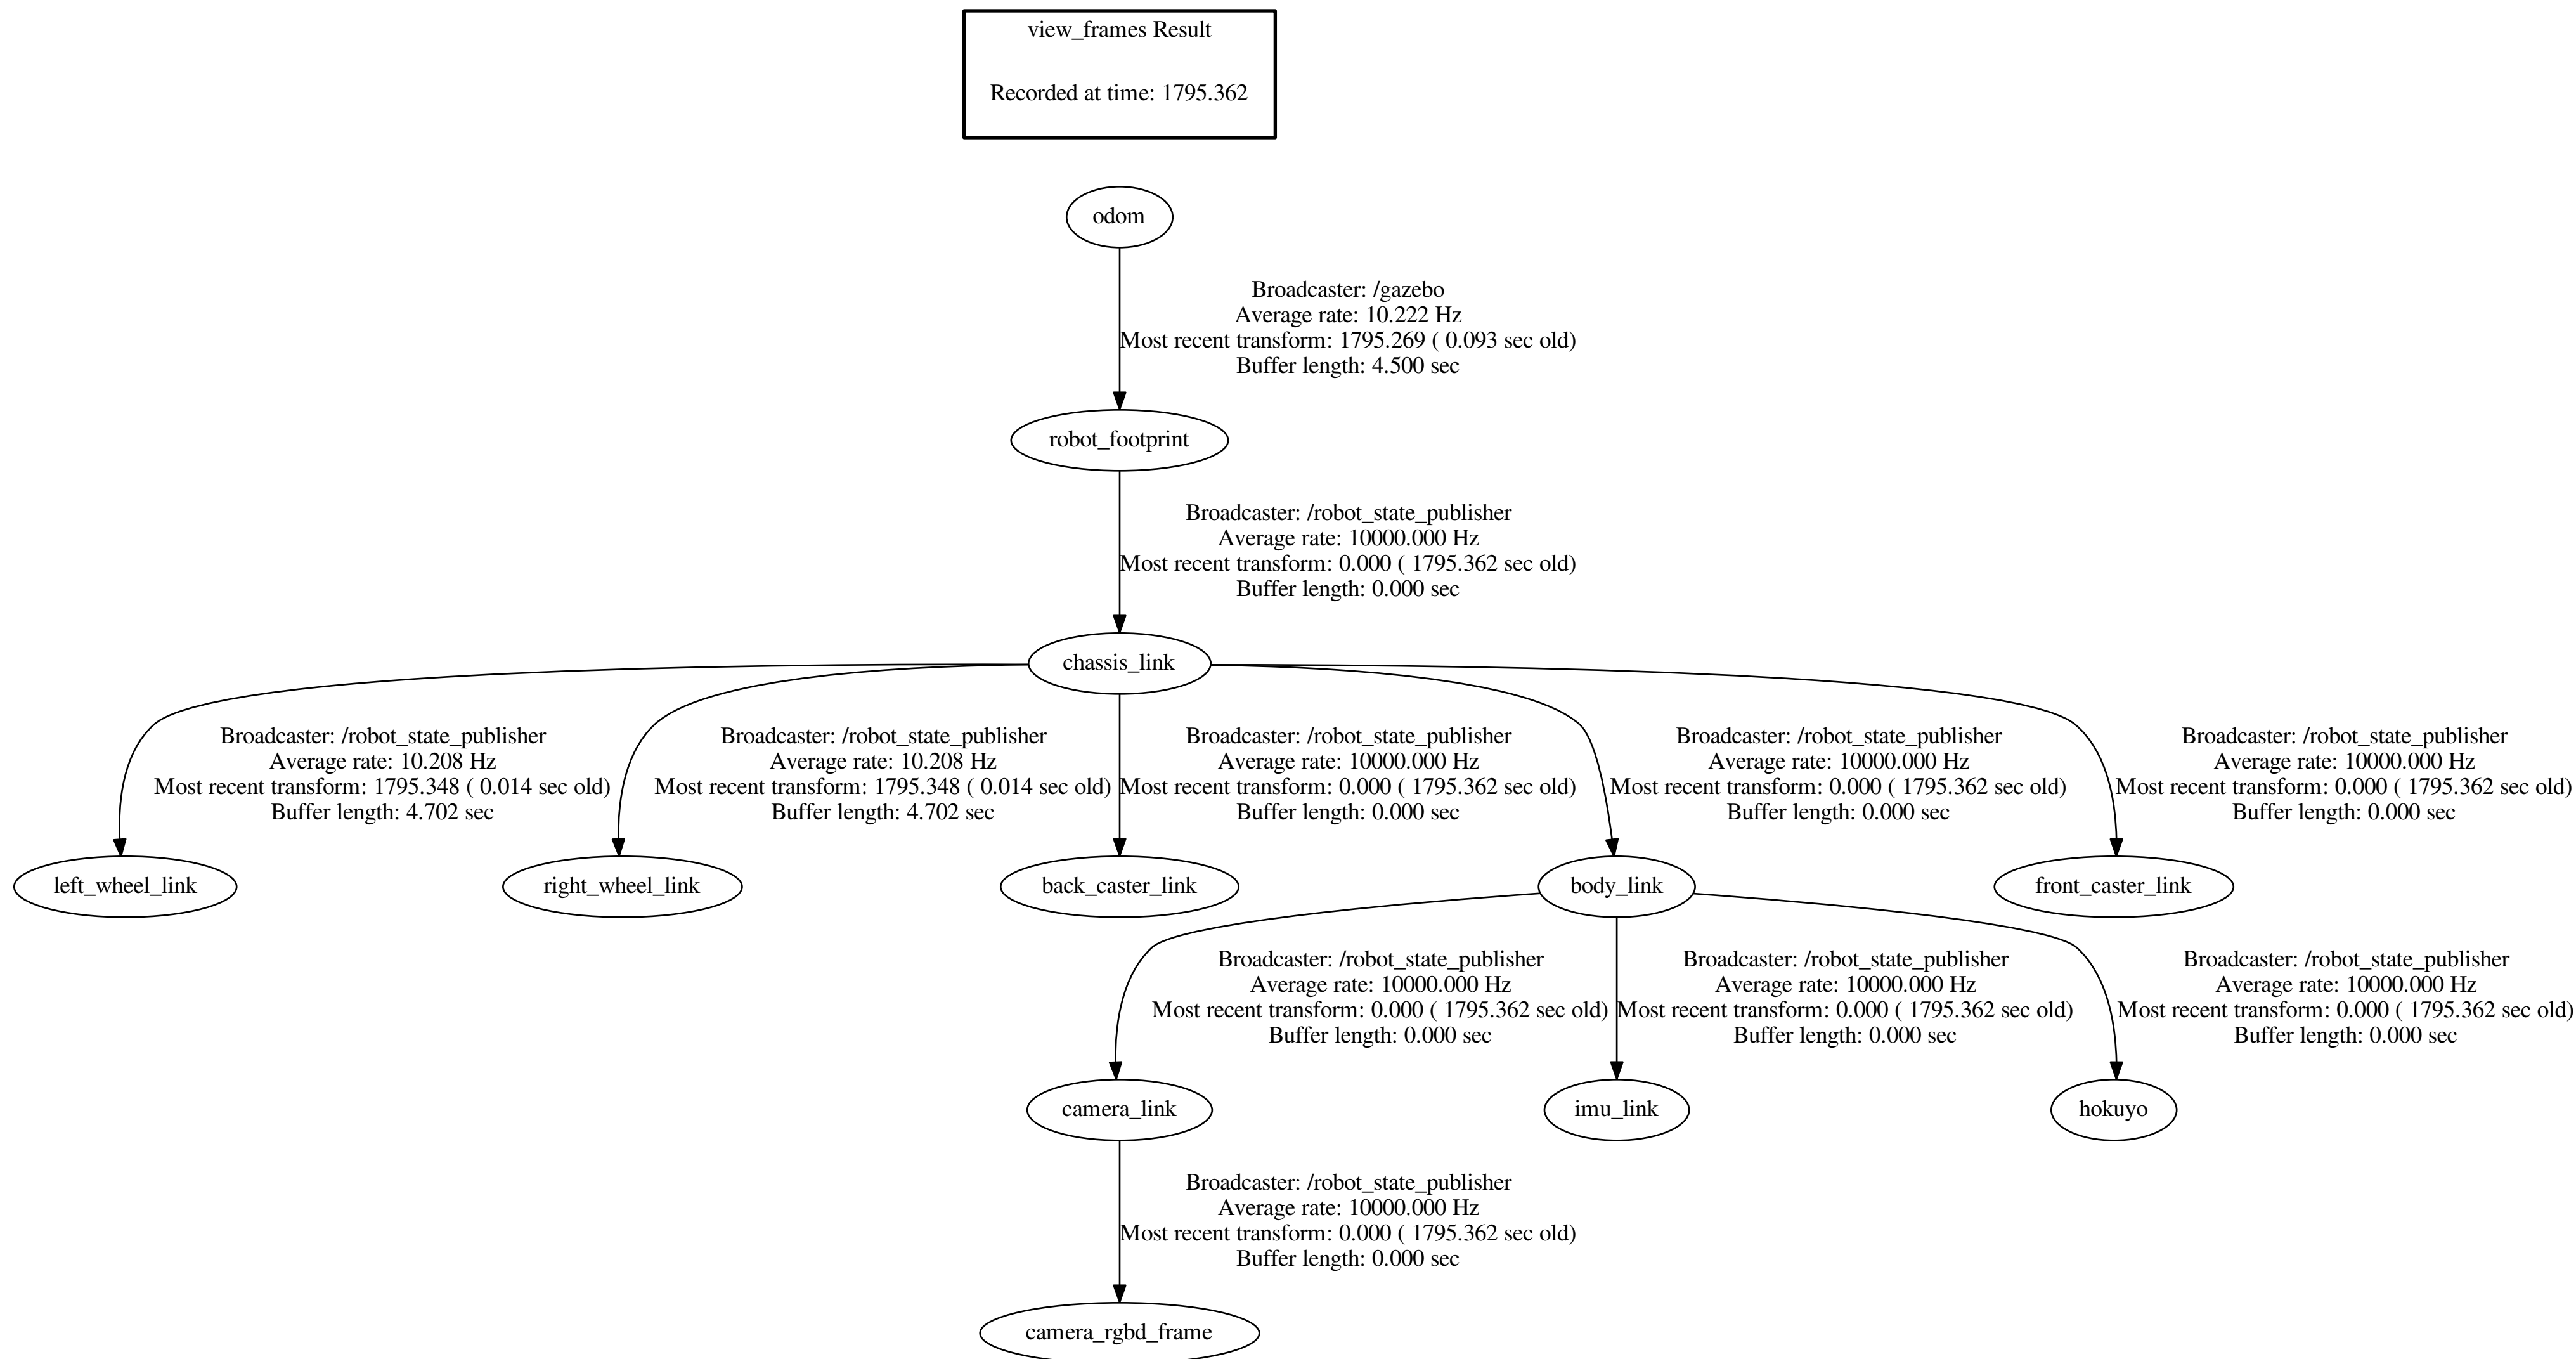 view_frames Result
Recorded at time: 1795.362
odom
Broadcaster: /gazebo
Average rate: 10.222 Hz
Most recent transform: 1795.269 ( 0.093 sec old)
Buffer length: 4.500 sec
robot_footprint
Broadcaster: /robot_state_publisher
Average rate: 10000.000 Hz
Most recent transform: 0.000 ( 1795.362 sec old)
Buffer length: 0.000 sec
chassis_link
Broadcaster: /robot_state_publisher
Average rate: 10.208 Hz
Most recent transform: 1795.348 ( 0.014 sec old)
Buffer length: 4.702 sec
Broadcaster: /robot_state_publisher
Average rate: 10.208 Hz
Most recent transform: 1795.348 ( 0.014 sec old)
Buffer length: 4.702 sec
Broadcaster: /robot_state_publisher
Average rate: 10000.000 Hz
Most recent transform: 0.000 ( 1795.362 sec old)
Buffer length: 0.000 sec
Broadcaster: /robot_state_publisher
Average rate: 10000.000 Hz
Most recent transform: 0.000 ( 1795.362 sec old)
Buffer length: 0.000 sec
Broadcaster: /robot_state_publisher
Average rate: 10000.000 Hz
Most recent transform: 0.000 ( 1795.362 sec old)
Buffer length: 0.000 sec
left_wheel_link
right_wheel_link
back_caster_link
body_link
front_caster_link
Broadcaster: /robot_state_publisher
Average rate: 10000.000 Hz
Most recent transform: 0.000 ( 1795.362 sec old)
Buffer length: 0.000 sec
Broadcaster: /robot_state_publisher
Average rate: 10000.000 Hz
Most recent transform: 0.000 ( 1795.362 sec old)
Buffer length: 0.000 sec
Broadcaster: /robot_state_publisher
Average rate: 10000.000 Hz
Most recent transform: 0.000 ( 1795.362 sec old)
Buffer length: 0.000 sec
camera_link
imu_link
hokuyo
Broadcaster: /robot_state_publisher
Average rate: 10000.000 Hz
Most recent transform: 0.000 ( 1795.362 sec old)
Buffer length: 0.000 sec
camera_rgbd_frame